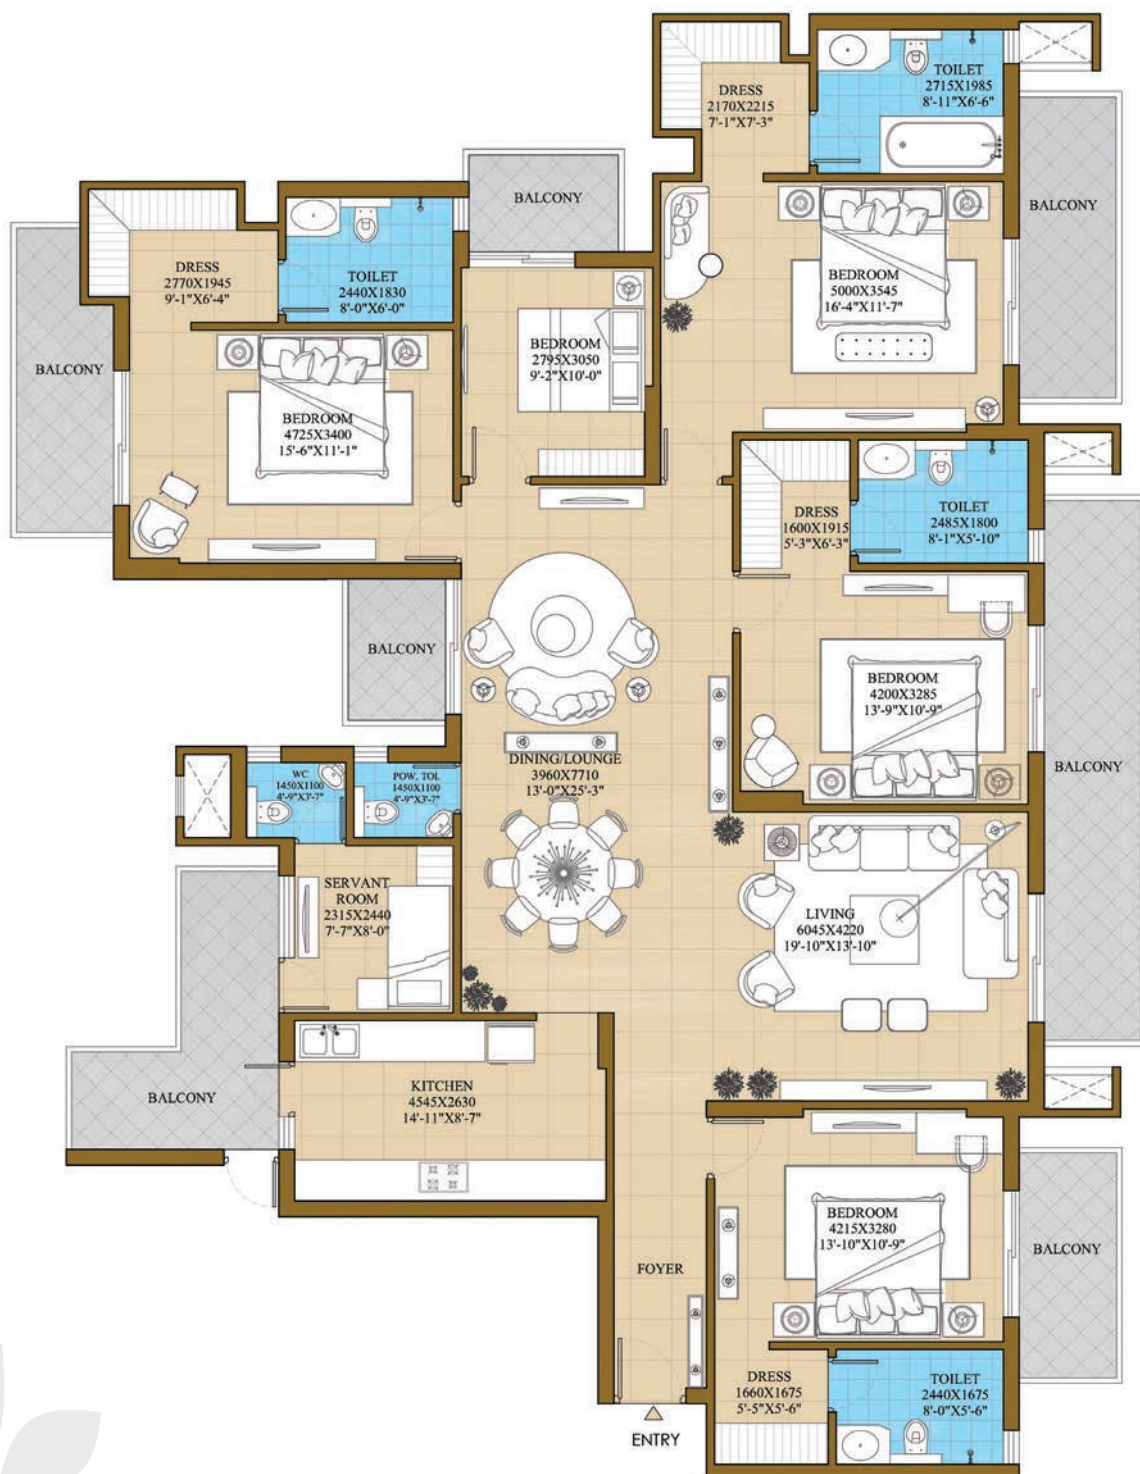 TOILET
2715X1985
8'-11"X6'-6"
DRESS
2170X2215
7'-1"X7'-3"
BALCONY
BALCONY
DRESS
2770X1945
9'-1"X6'-4"
TOILET
2440X1830
8'-0"X6'-0"
BEDROOM
5000X3545
16'-4"X11'-7"
BEDROOM
2795X3050
9'-2"X10'-0"
BALCONY
BEDROOM
4725X3400
15'-6"X11'-1"
DRESS
1600X1915
5'-3"X6'-3"
TOILET
2485X1800
8'-1"X5'-10"
BALCONY
BEDROOM
4200X3285
13'-9"X10'-9"
DINING/LOUNGE
3960X7710
13'-0"X25'-3"
BALCONY
WC
1450X1100
4'-9"X3'-7"
POW, TOL
1450X1100
4'-9"X3'-7"
SERVANT
ROOM
2315X2440
7'-7"X8'-0"
LIVING
6045X4220
19'-10"X13'-10"
KITCHEN
4545X2630
14'-11"X8'-7"
BALCONY
BEDROOM
4215X3280
13'-10"X10'-9"
BALCONY
FOYER
DRESS
1660X1675
5'-5"X5'-6"
TOILET
2440X1675
8'-0"X5'-6"
ENTRY